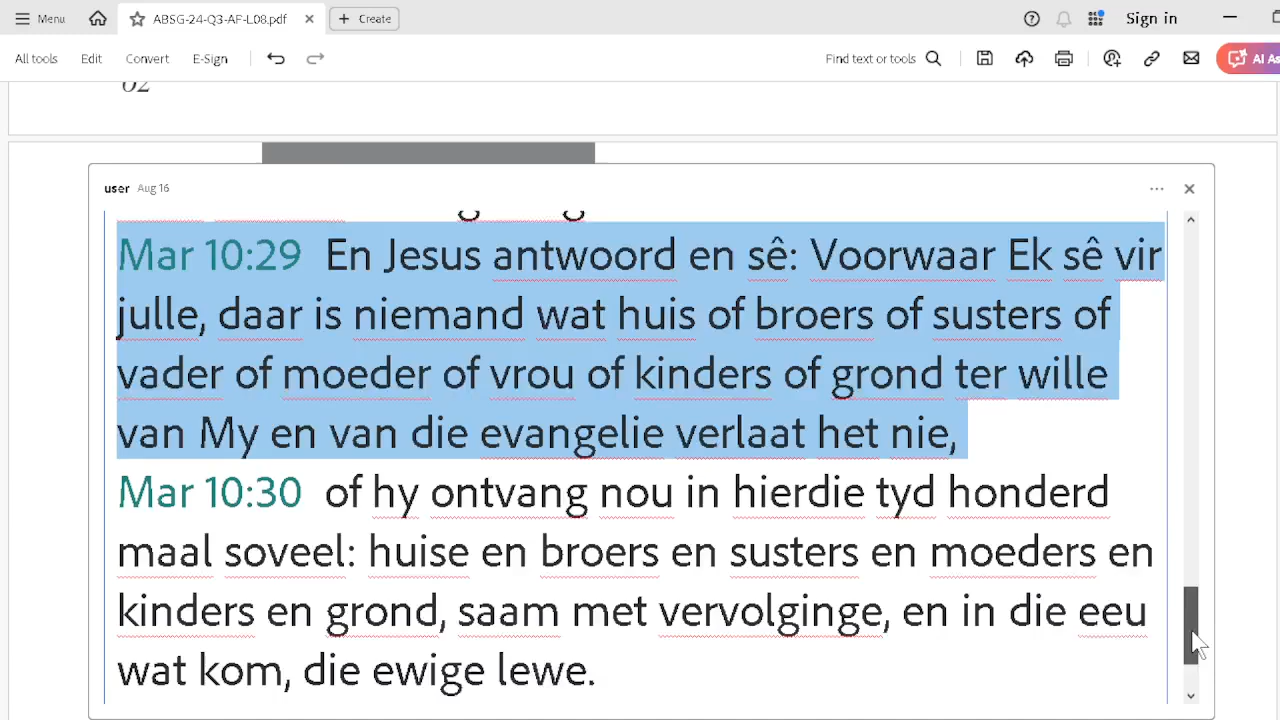 Menu
ABSG-24-Q3-AF-L08.pdf
Create
Sign in
All tools
Edit
Convert
E-Sign
Find text or tools
user Aug 16
Mar 10:29 En Jesus antwoord en sê: Voorwaar Ek sê vir
julle, daar is niemand wat huis of broers of susters of
vader of moeder of vrou of kinders of grond ter wille
van My en van die evangelie verlaat het nie,
Mar 10:30 of hy ontvang nou in hierdie tyd honderd
maal soveel: huise en broers en susters en moeders en
kinders en grond, saam met vervolginge, en in die eeu
wat kom, die ewige lewe.